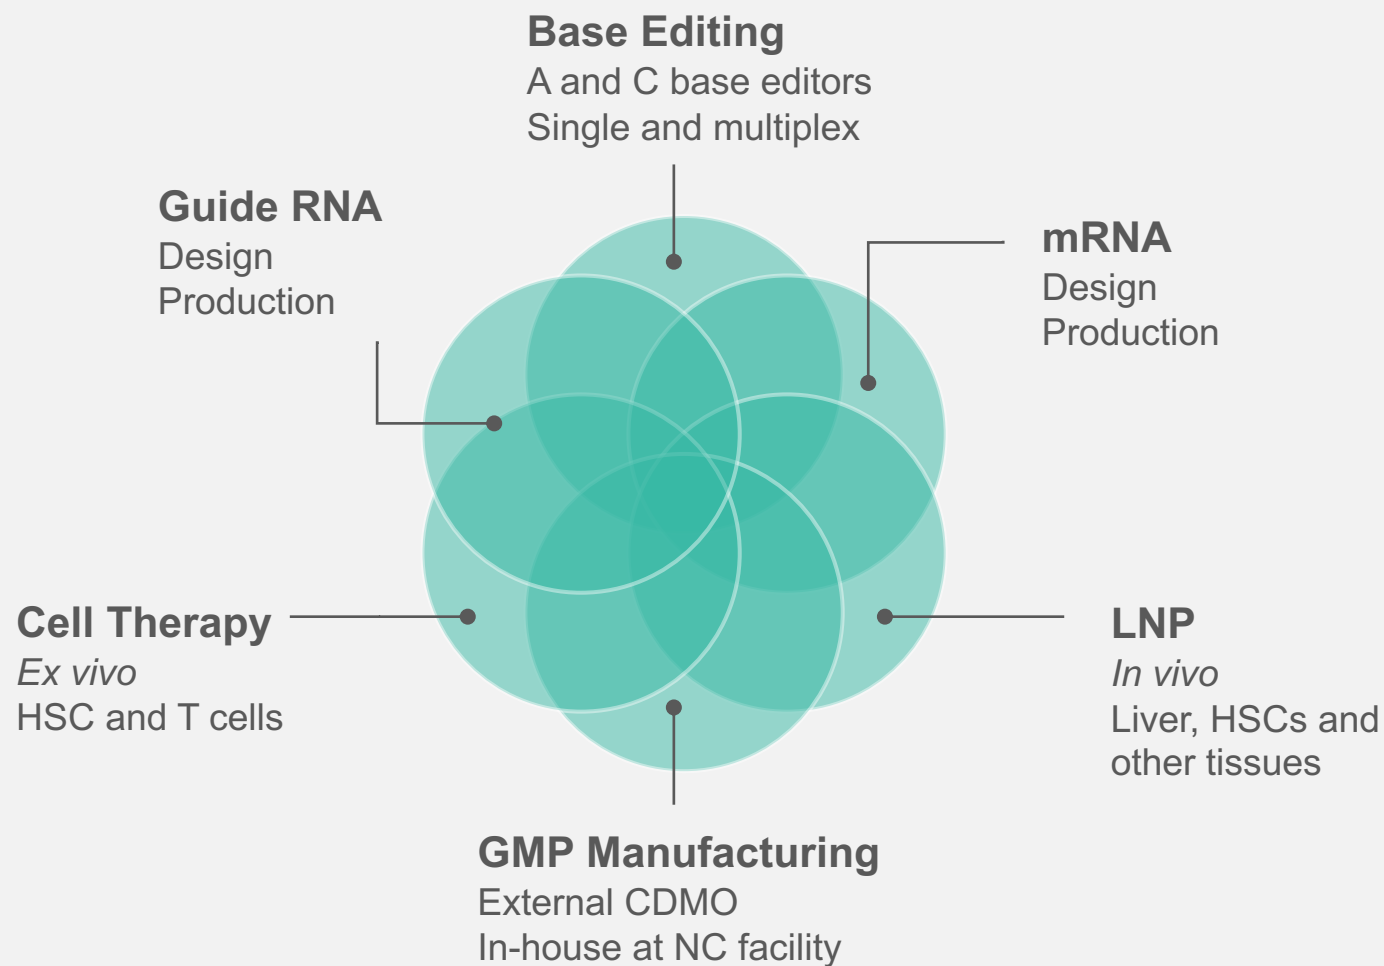 Base Editing
A and C base editors
Single and multiplex
Guide RNA
Design
Production
mRNA
Design
Production
Cell Therapy
Ex vivo
HSC and T cells
LNP
In vivo
Liver, HSCs and
other tissues
GMP Manufacturing
External CDMO
In-house at NC facility